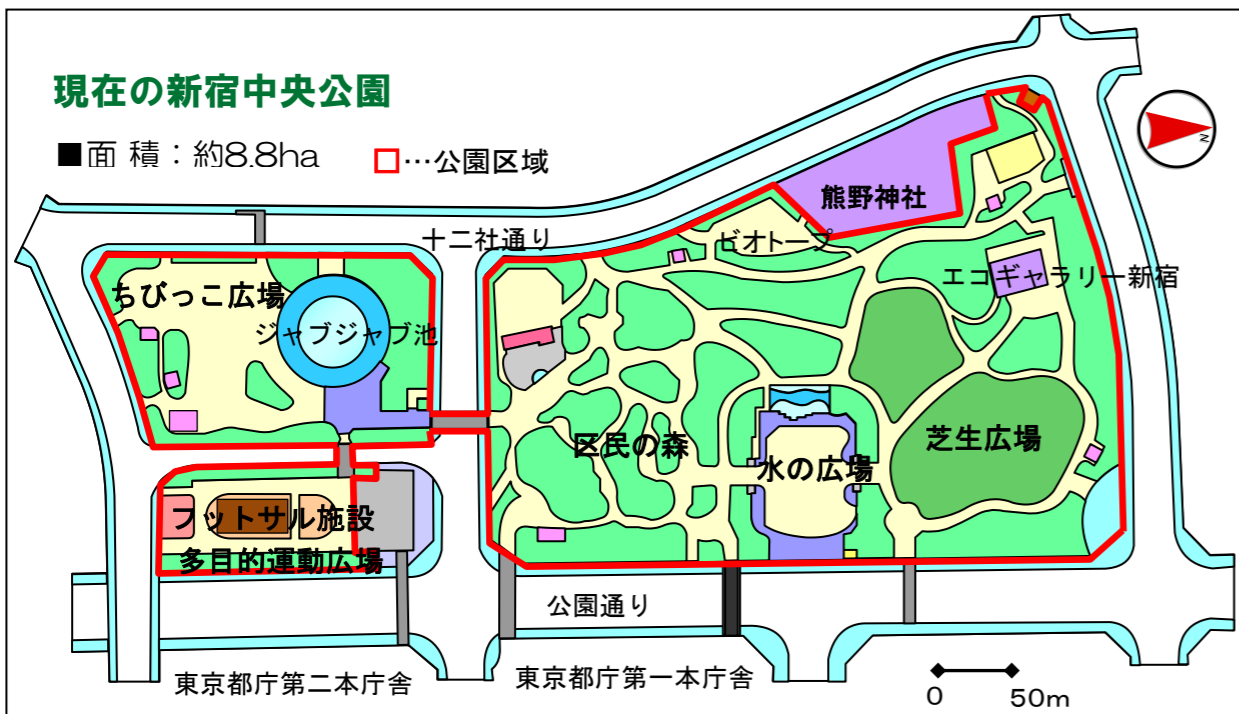 現在の新宿中央公園
■面 積：約8.8ha
□…公園区域
N
熊野神社
十二社通り
ビオトープ
エコギャラリー新宿
ちびっこ広場
ジャブジャブ池
区民の森
水の広場
芝生広場
フットサル施設
多目的運動広場
公園通り
東京都庁第二本庁舎
東京都庁第一本庁舎
0 50m